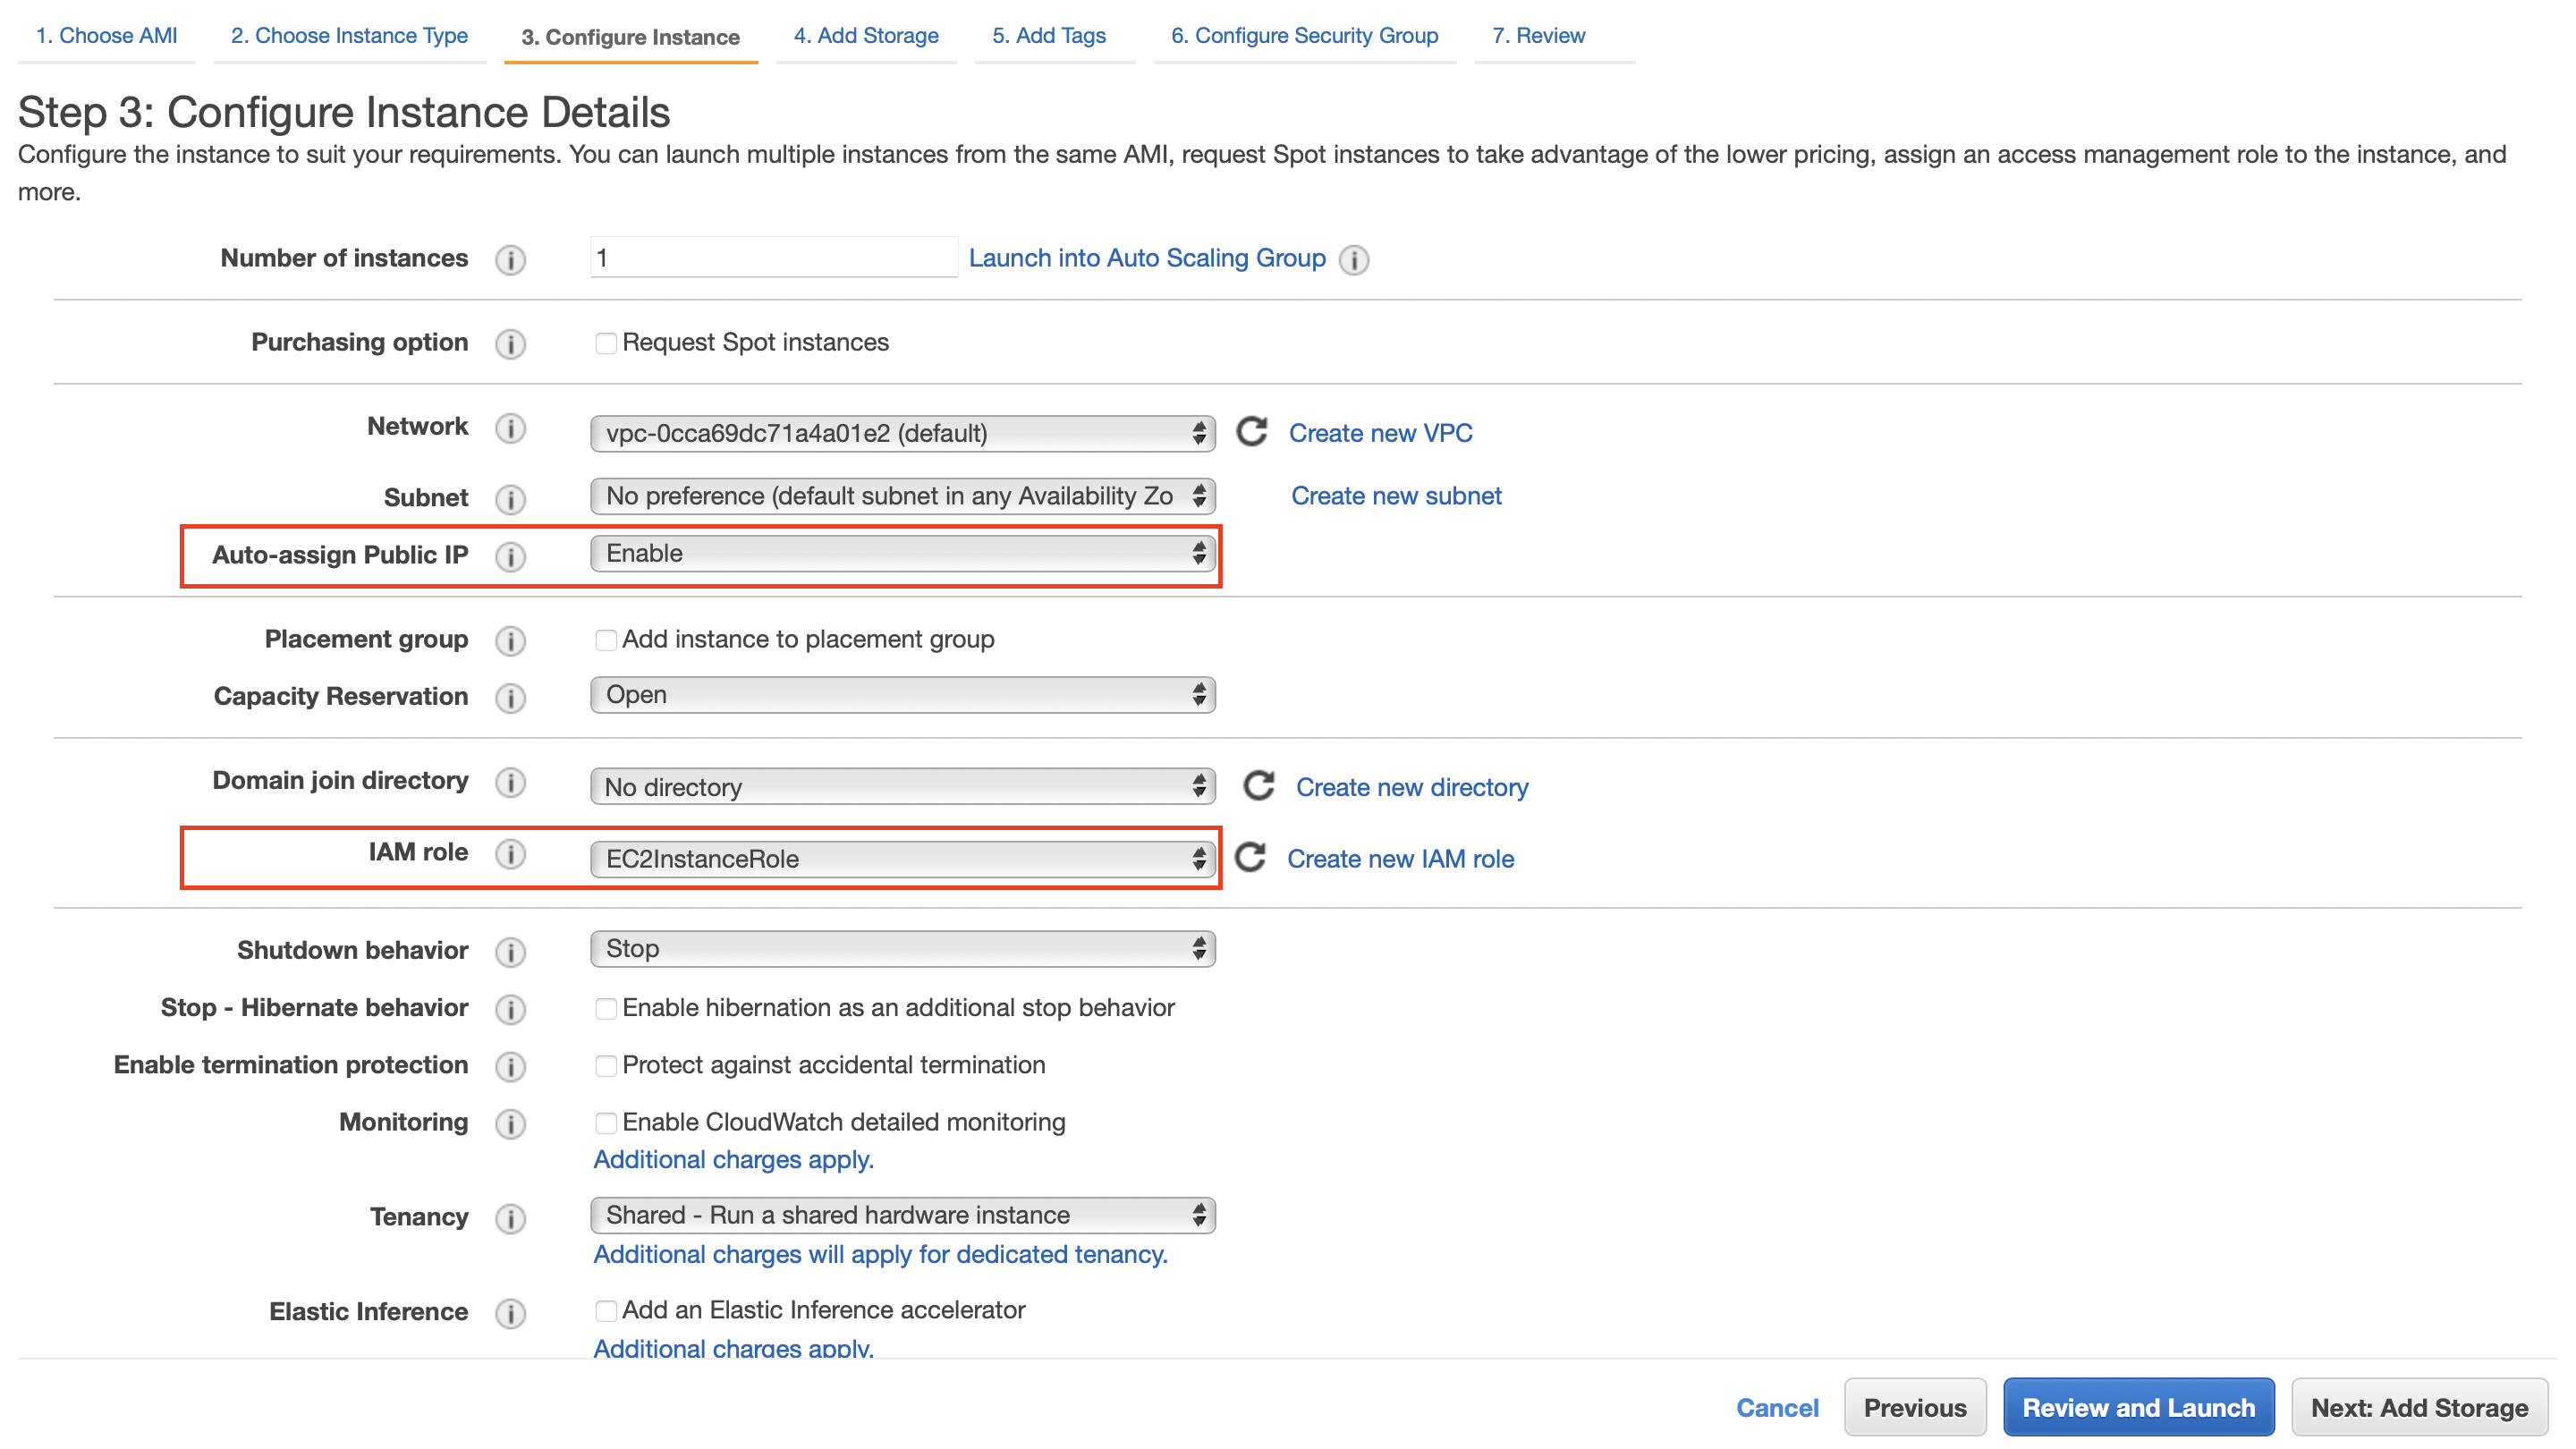 1. Choose AMI 2. Choose Instance Type 3. Configure Instance 4. Add Storage 5. Add Tags 6. Configure Security Group 7. Review
Step 3: Configure Instance Details
Configure the instance to suit your requirements. You can launch multiple instances from the same AMI, request Spot instances to take advantage of the lower pricing, assign an access management role to the instance, and
more.
Number of instances i 1 Launch into Auto Scaling Group i
Purchasing option i Request Spot instances
Network i vpc-0cca69dc71a4a01e2 (default) Create new VPC
Subnet i No preference (default subnet in any Availability Zo Create new subnet
Auto-assign Public IP i Enable
Placement group i Add instance to placement group
Capacity Reservation i Open
Domain join directory i No directory Create new directory
IAM role i EC2InstanceRole Create new IAM role
Shutdown behavior i Stop
Stop - Hibernate behavior i Enable hibernation as an additional stop behavior
Enable termination protection i Protect against accidental termination
Monitoring i Enable CloudWatch detailed monitoring
Additional charges apply.
Tenancy i Shared - Run a shared hardware instance
Additional charges will apply for dedicated tenancy.
Elastic Inference i Add an Elastic Inference accelerator
Additional charges apply.
Cancel Previous Review and Launch Next: Add Storage